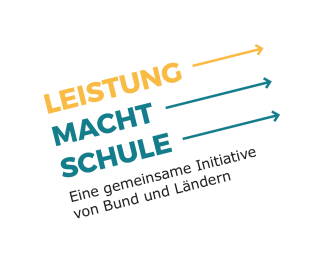 LEISTUNG
MACHT
SCHULE
Eine gemeinsame Initiative
von Bund und Ländern